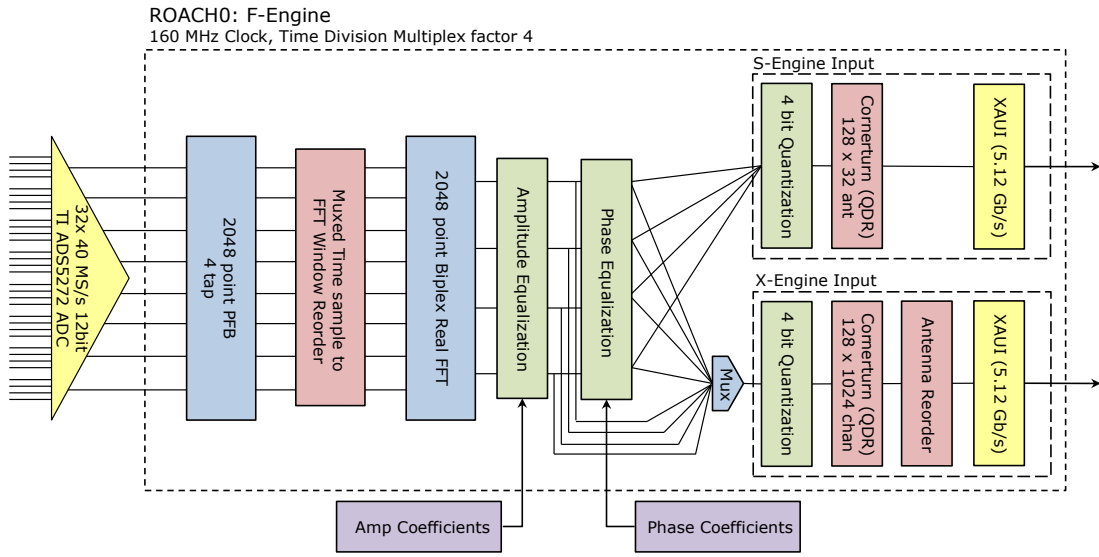 ROACH0: F-Engine
160 MHz Clock, Time Division Multiplex factor 4
32x 40 MS/s 12bit
TI ADS5272 ADC
2048 point PFB
4 tap
Muxed Time sample to
FFT Window Reorder
2048 point Biplex Real FFT
Amplitude Equalization
Phase Equalization
Mux
S-Engine Input
4 bit Quantization
Cornerturn (QDR)
128 x 32 ant
XAUI (5.12 Gb/s)
X-Engine Input
4 bit Quantization
Cornerturn (QDR)
128 x 1024 chan
Antenna Reorder
XAUI (5.12 Gb/s)
Amp Coefficients
Phase Coefficients